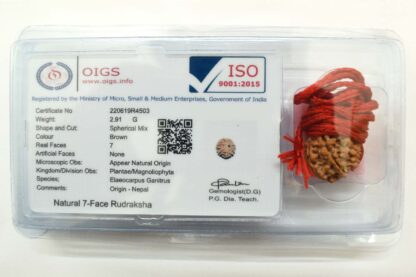 OIGS
www.oigs.info
ISO
9001:2015
Registered by the Ministry of Micro, Small & Medium Enterprises, Government of India
Certificate No 220619R4503
Weight: 2.91 G
Shape and Cut: Spherical Mix
Colour: Brown
Real Faces 7
Artificial Faces: None
Microscopic Obs: Appear Natural Origin
Kingdom/Division Obs: Plantae/Magnoliophyta
Species: Elaeocarpus Ganitrus
Comments: Origin - Nepal
Gemologist(D.G)
P.G. Dia. Teach.
Natural 7-Face Rudraksha